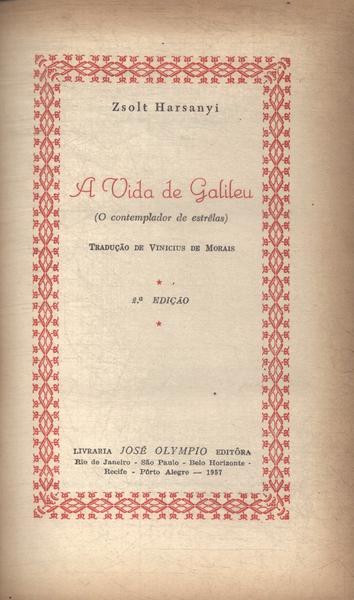 Zsolt Harsanyi
A Vida de Galileu
(O contemplador de estrêlas)
TRADUÇÃO DE VINICIUS DE MORAIS
*
2.ª EDIÇÃO
*
LIVRARIA JOSÉ OLYMPIO EDITÔRA
Rio de Janeiro - São Paulo - Belo Horizonte -
Recife - Pôrto Alegre — 1957